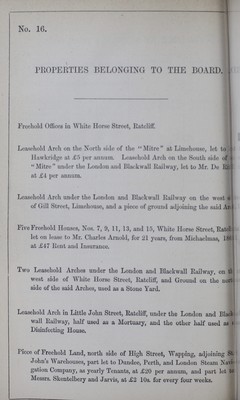 No. 16.
PROPERTIES BELONGING TO THE BOARD.
Freehold Offices in White Horse Street, Ratcliff.
Leasehold Arch on the North side of the "Mitre" at Limehouse, let to
Hawkridge at £5 per annum. Leasehold Arch on the South side of
"Mitre" under the London and Blackwall Railway, let to Mr. De
at £4 per annum.
Leasehold Arch under the London and Blackwall Railway on the west
of Gill Street, Limehouse, and a piece of ground adjoining the said
Five Freehold Houses, Nos. 7, 9, 11, 13, and 15, White Horse Street,
let on lease to Mr. Charles Arnold, for 21 years, from Michaelmas,
at £47 Rent and Insurance.
Two Leasehold Arches under the London and Blackwall Railway, on
west side of White Horse Street, Ratcliff, and Ground on the
side of the said Arches, used as a Stone Yard.
Leasehold Arch in Little John Street, Ratcliff, under the London and
wall Railway, half used as a Mortuary, and the other half used as
Disinfecting House.
Piece of Freehold Land, north side of High Street, Wapping, adjoining
John's Warehouses, part let to Dundee, Perth, and London Steam
gation Company, as yearly Tenants, at £20 per annum, and part let
Messrs. Skentelbery and Jarvis, at £2 10s. for every four weeks.